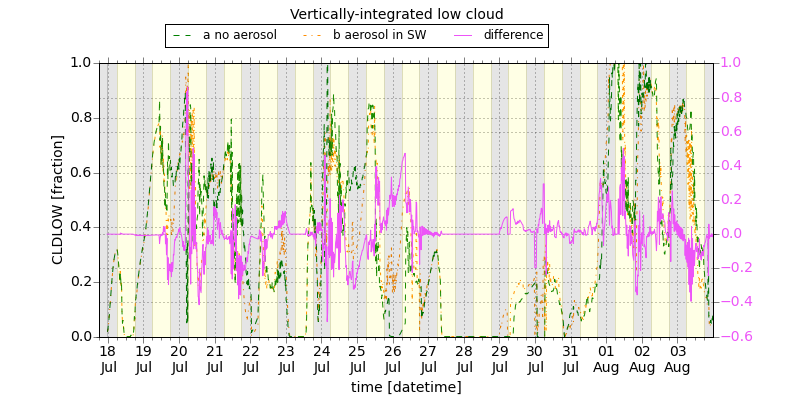 Vertically-integrated low cloud
a no aerosol b aerosol in SW difference
1.0 1.0
0.8
0.8 0.6
0.6 0.4
0.2
0.4 0.0
−0.2
0.2 −0.4
0.0 −0.6
CLDLOW [fraction]
18 19 20 21 22 23 24 25 26 27 28 29 30 31 01 02 03
Jul Jul Jul Jul Jul Jul Jul Jul Jul Jul Jul Jul Jul Jul Aug Aug Aug
time [datetime]